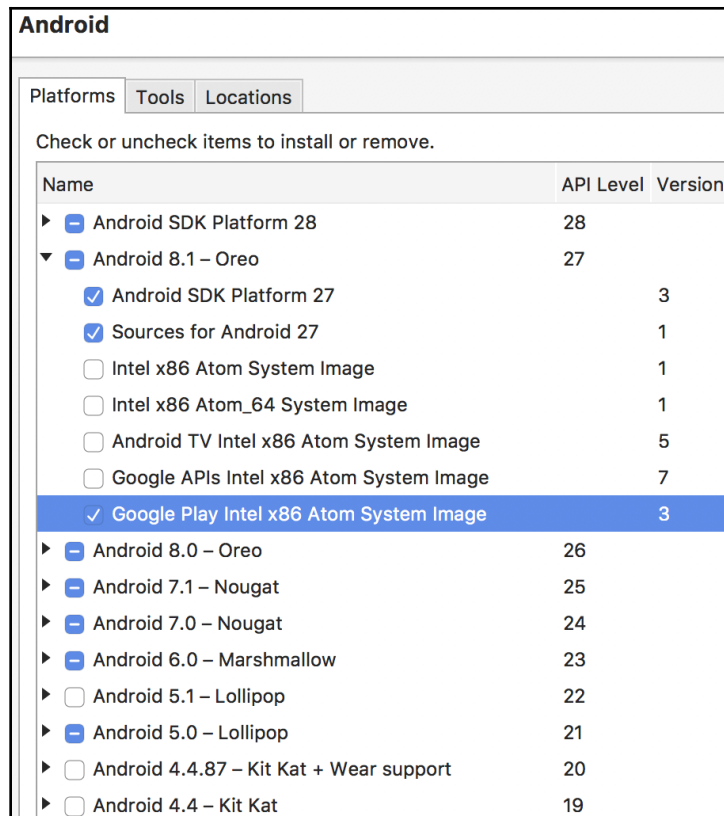 Android
Platforms Tools Locations
Check or uncheck items to install or remove.
Name API Level Version
Android SDK Platform 28 28
Android 8.1 – Oreo 27
Android SDK Platform 27 3
Sources for Android 27 1
Intel x86 Atom System Image 1
Intel x86 Atom_64 System Image 1
Android TV Intel x86 Atom System Image 5
Google APIs Intel x86 Atom System Image 7
Google Play Intel x86 Atom System Image 3
Android 8.0 – Oreo 26
Android 7.1 – Nougat 25
Android 7.0 – Nougat 24
Android 6.0 – Marshmallow 23
Android 5.1 – Lollipop 22
Android 5.0 – Lollipop 21
Android 4.4.87 – Kit Kat + Wear support 20
Android 4.4 – Kit Kat 19